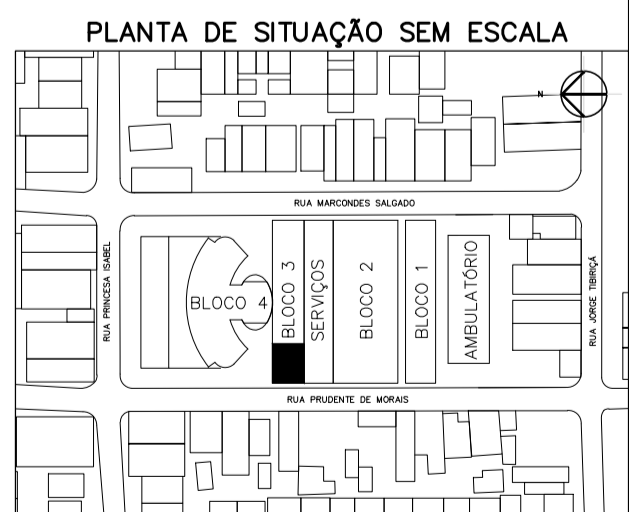 PLANTA DE SITUAÇÃO SEM ESCALA
N
RUA MARCONDES SALGADO
RUA PRINCESA ISABEL
BLOCO 4
BLOCO 3
SERVIÇOS
BLOCO 2
BLOCO 1
AMBULATÓRIO
RUA JORGE TIBIRIÇÁ
RUA PRUDENTE DE MORAIS